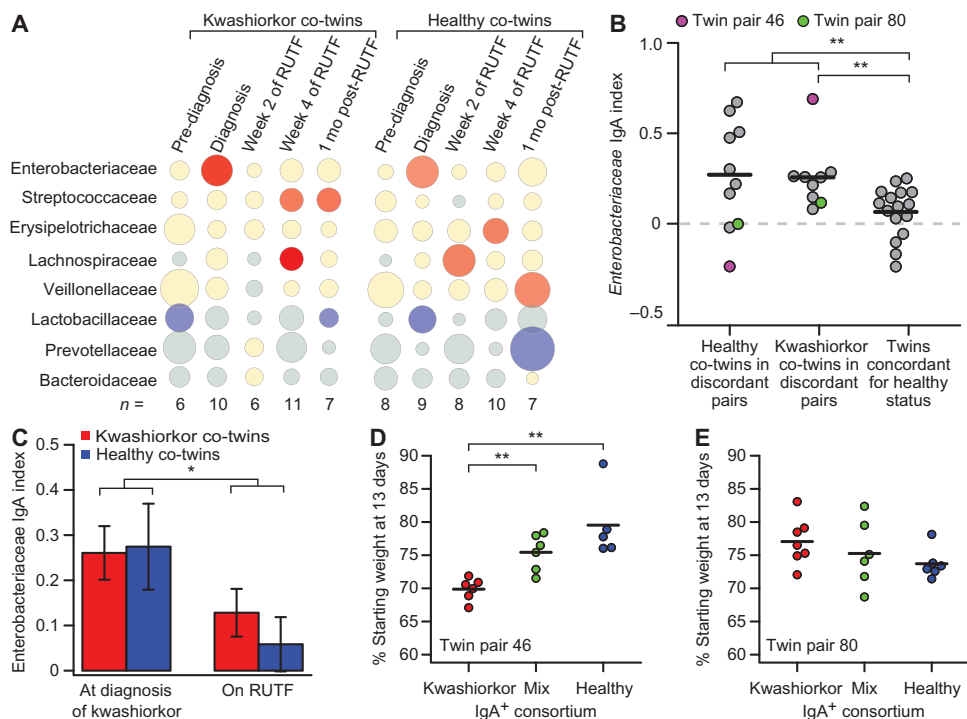 A
Kwashiorkor co-twins
Healthy co-twins
Pre-diagnosis
Diagnosis
Week 2 of RUTF
Week 4 of RUTF
1 mo post-RUTF
Pre-diagnosis
Diagnosis
Week 2 of RUTF
Week 4 of RUTF
1 mo post-RUTF
Enterobacteriaceae
Streptococcaceae
Erysipelotrichaceae
Lachnospiraceae
Veillonellaceae
Lactobacillaceae
Prevotellaceae
Bacteroidaceae
n = 6 10 6 11 7 8 9 8 10 7
B
Twin pair 46 Twin pair 80
**
**
Enterobacteriaceae IgA index
1.0
0.5
0
–0.5
Healthy
co-twins in
discordant
pairs
Kwashiorkor
co-twins in
discordant
pairs
Twins
concordant
for healthy
status
C
Kwashiorkor co-twins
Healthy co-twins
*
Enterobacteriaceae IgA index
0.5
0.4
0.3
0.2
0.1
0
At diagnosis
of kwashiorkor
On RUTF
D
**
**
% Starting weight at 13 days
90
85
80
75
70
65
60
Twin pair 46
Kwashiorkor Mix Healthy
IgA+ consortium
E
% Starting weight at 13 days
90
85
80
75
70
65
60
Twin pair 80
Kwashiorkor Mix Healthy
IgA+ consortium